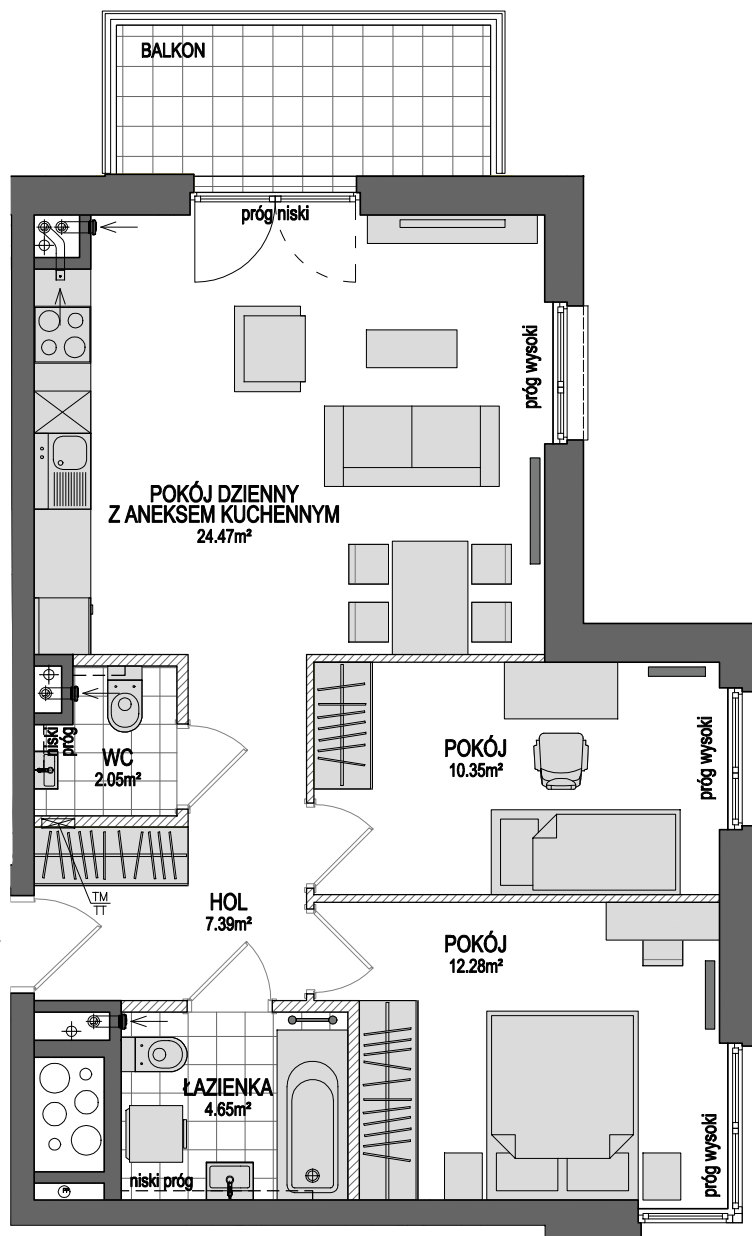 BALKON
próg niski
próg wysoki
POKÓJ DZIENNY
Z ANEKSEM KUCHENNYM
24.47m²
niski
próg
WC
2.05m²
POKÓJ
10.35m²
próg wysoki
TM
TT
HOL
7.39m²
POKÓJ
12.28m²
ŁAZIENKA
4.65m²
próg wysoki
niski próg